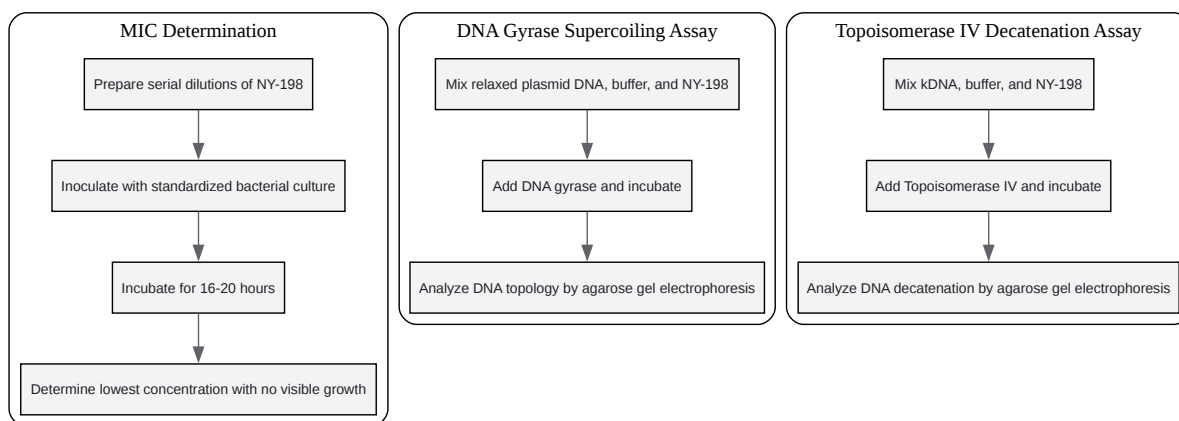 MIC Determination
Prepare serial dilutions of NY-198
Inoculate with standardized bacterial culture
Incubate for 16-20 hours
Determine lowest concentration with no visible growth
DNA Gyrase Supercoiling Assay
Mix relaxed plasmid DNA, buffer, and NY-198
Add DNA gyrase and incubate
Analyze DNA topology by agarose gel electrophoresis
Topoisomerase IV Decatenation Assay
Mix kDNA, buffer, and NY-198
Add Topoisomerase IV and incubate
Analyze DNA decatenation by agarose gel electrophoresis